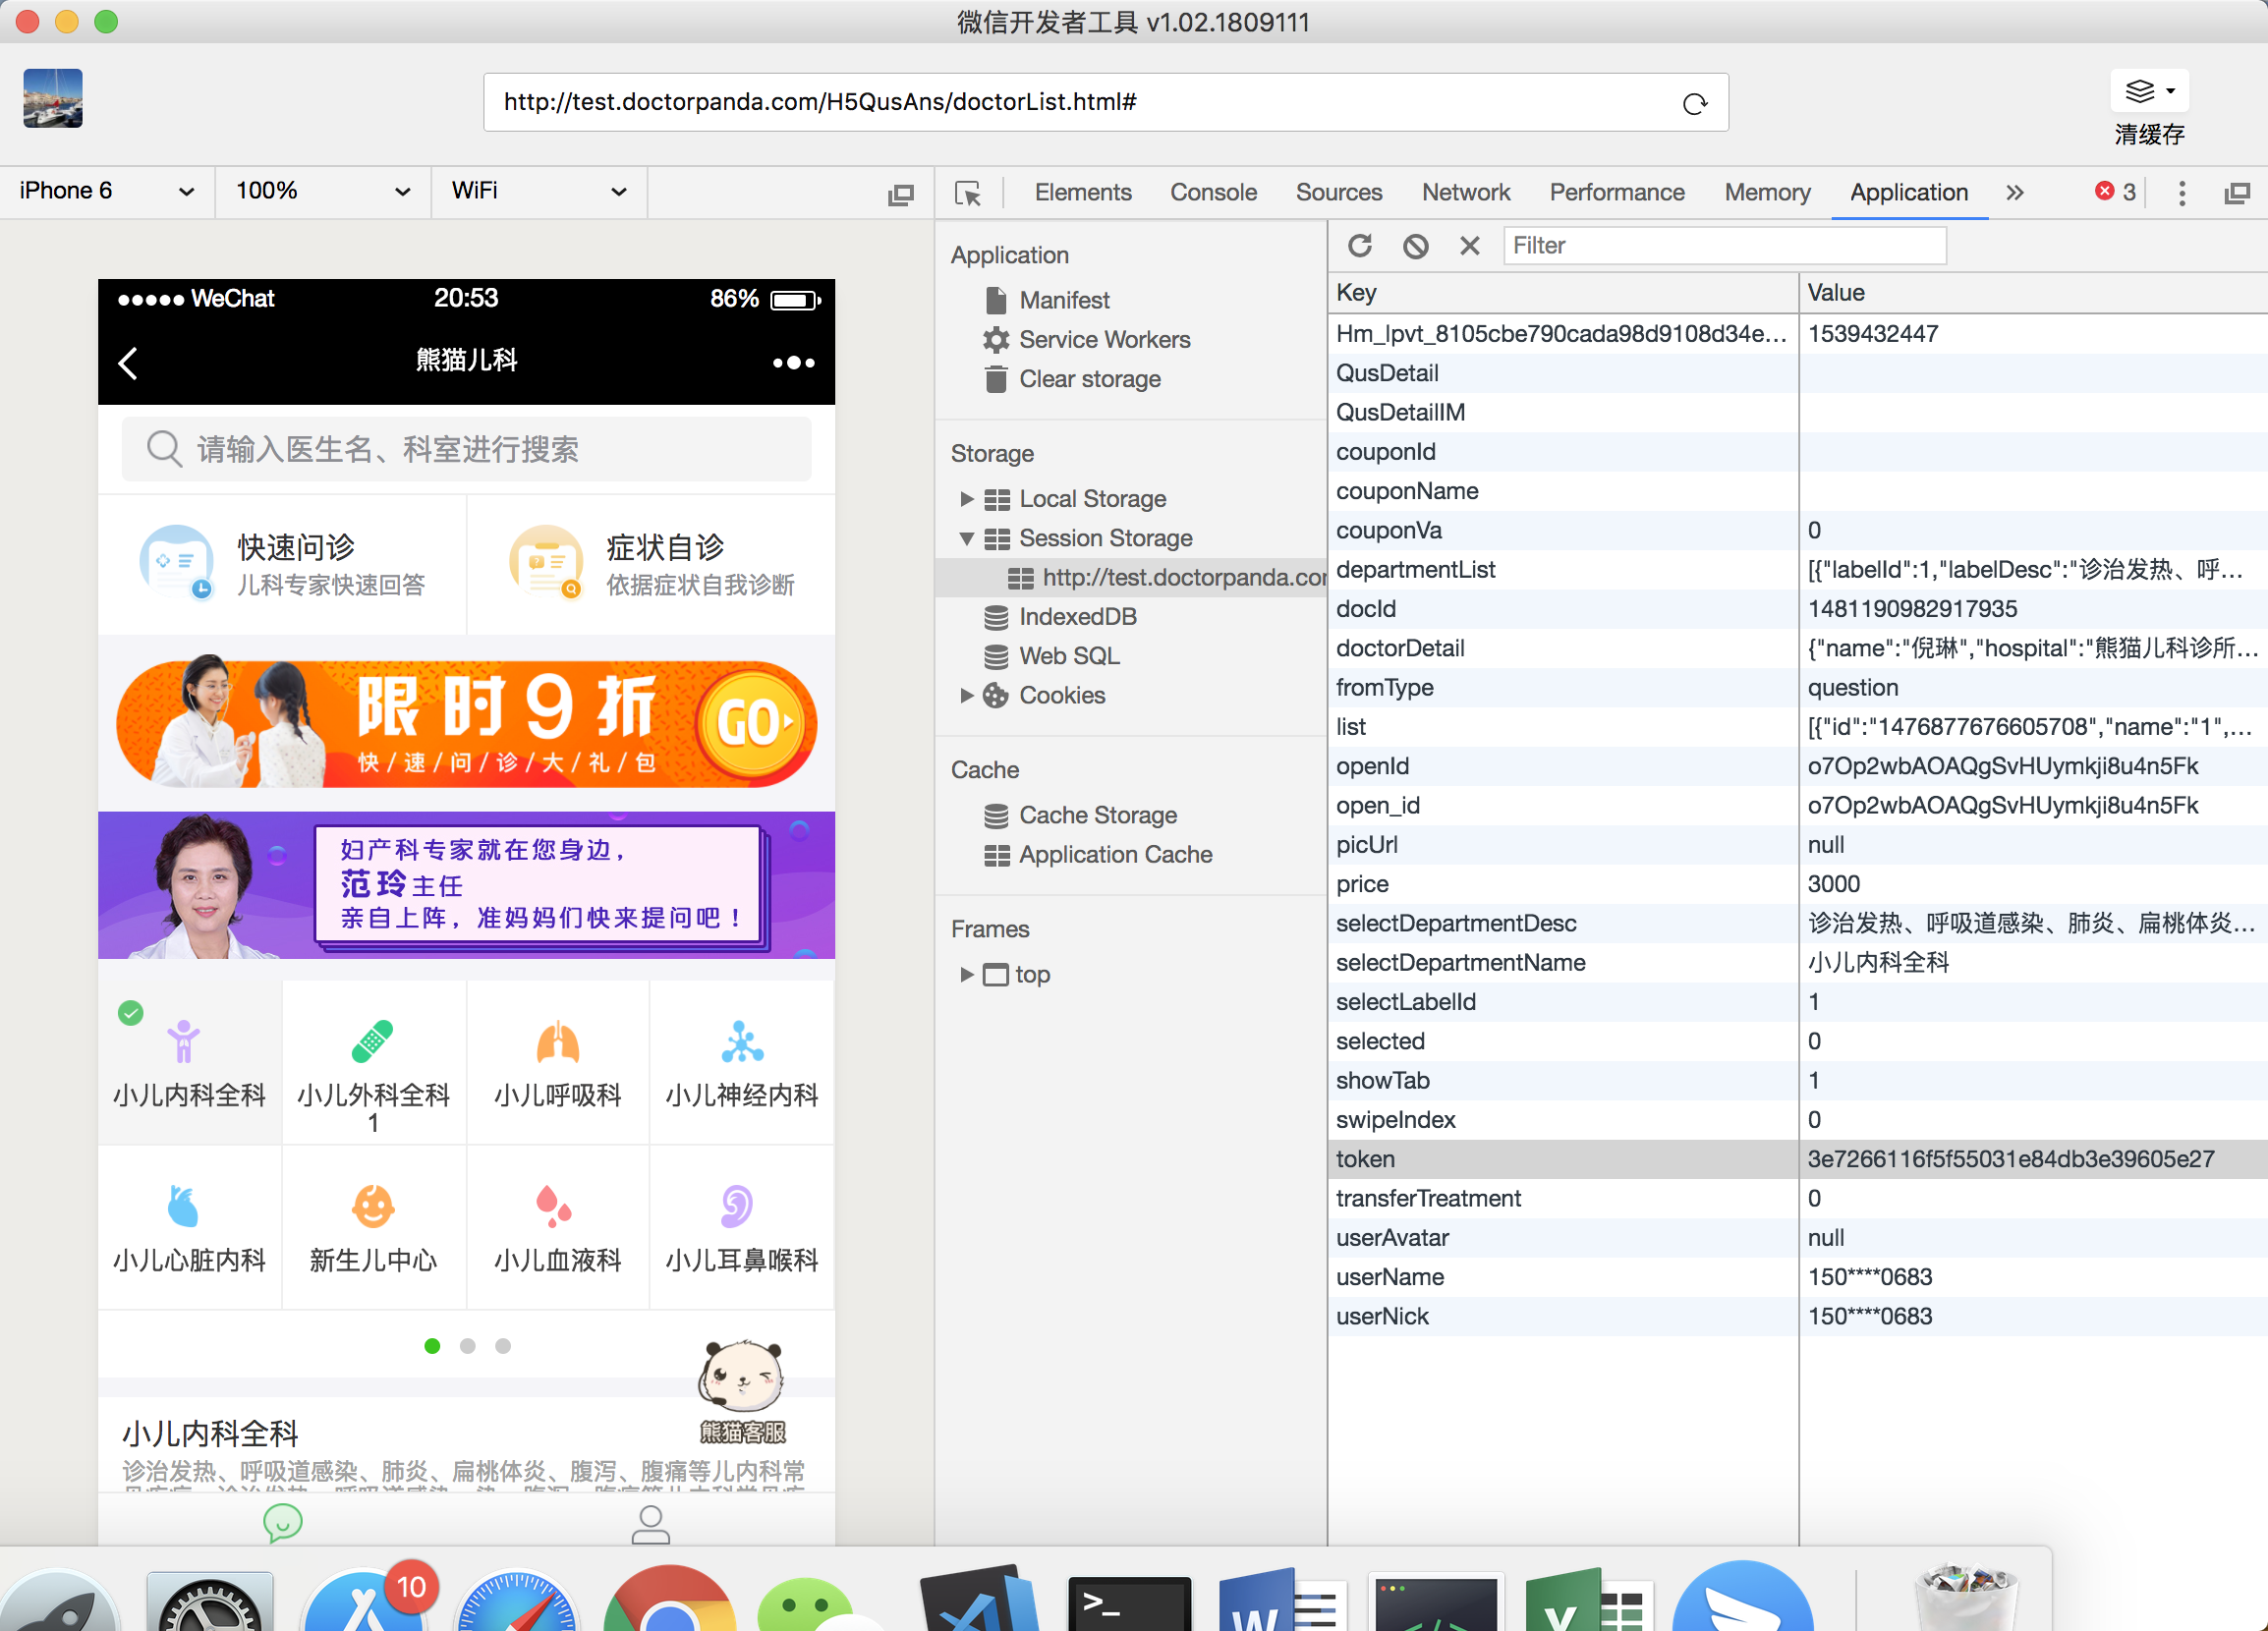 微信开发者工具 v1.02.1809111
http://test.doctorpanda.com/H5QusAns/doctorList.html#
清缓存
iPhone 6
100%
WiFi
Elements
Console
Sources
Network
Performance
Memory
Application
3
WeChat
20:53
86%
熊猫儿科
请输入医生名、科室进行搜索
快速问诊
儿科专家快速回答
症状自诊
依据症状自我诊断
限时9折
快/速/问/诊/大/礼/包
GO
妇产科专家就在您身边，
范玲主任
亲自上阵，准妈妈们快来提问吧！
小儿内科全科
小儿外科全科
1
小儿呼吸科
小儿神经内科
小儿心脏内科
新生儿中心
小儿血液科
小儿耳鼻喉科
熊猫客服
小儿内科全科
诊治发热、呼吸道感染、肺炎、扁桃体炎、腹泻、腹痛等儿内科常
Application
Manifest
Service Workers
Clear storage
Storage
Local Storage
Session Storage
http://test.doctorpanda.cor
IndexedDB
Web SQL
Cookies
Cache
Cache Storage
Application Cache
Frames
top
Filter
Key Value
Hm_lpvt_8105cbe790cada98d9108d34e... 1539432447
QusDetail
QusDetailIM
couponId
couponName
couponVa 0
departmentList [{"labelId":1,"labelDesc":"诊治发热、呼...
docId 1481190982917935
doctorDetail {"name":"倪琳","hospital":"熊猫儿科诊所...
fromType question
list [{"id":"1476877676605708","name":"1",...
openId o7Op2wbAOAQgSvHUymkji8u4n5Fk
open_id o7Op2wbAOAQgSvHUymkji8u4n5Fk
picUrl null
price 3000
selectDepartmentDesc 诊治发热、呼吸道感染、肺炎、扁桃体炎...
selectDepartmentName 小儿内科全科
selectLabelId 1
selected 0
showTab 1
swipeIndex 0
token 3e7266116f5f55031e84db3e39605e27
transferTreatment 0
userAvatar null
userName 150****0683
userNick 150****0683
10